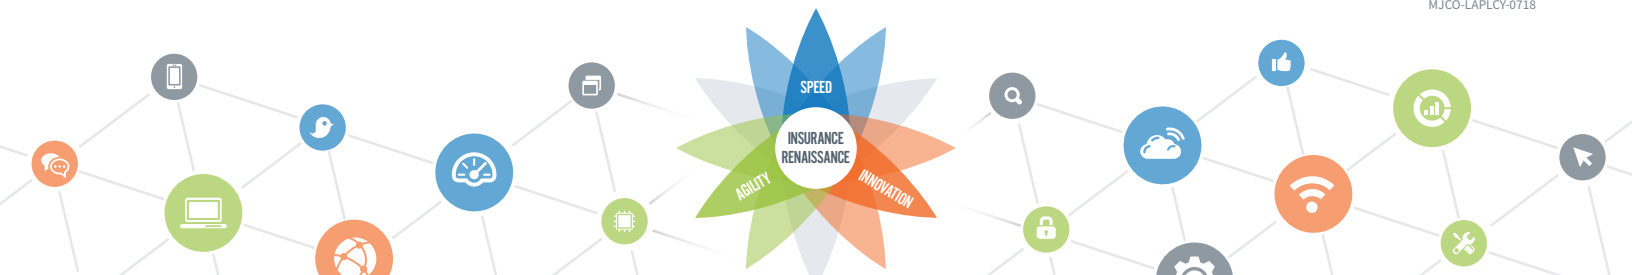 MJCO-LAPLCY-0718
SPEED
INSURANCE
RENAISSANCE
AGILITY
INNOVATION